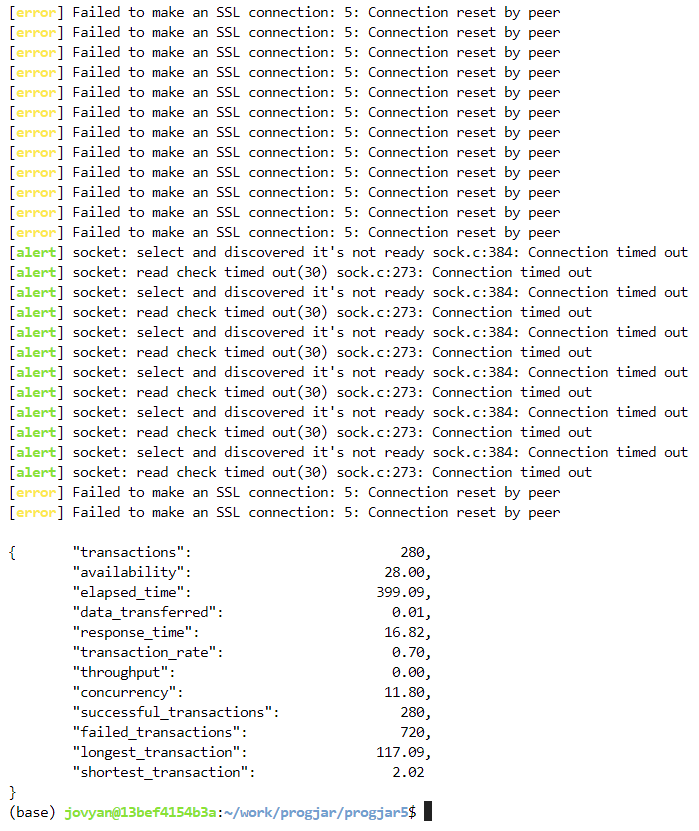 [error] Failed to make an SSL connection: 5: Connection reset by peer
[error] Failed to make an SSL connection: 5: Connection reset by peer
[error] Failed to make an SSL connection: 5: Connection reset by peer
[error] Failed to make an SSL connection: 5: Connection reset by peer
[error] Failed to make an SSL connection: 5: Connection reset by peer
[error] Failed to make an SSL connection: 5: Connection reset by peer
[error] Failed to make an SSL connection: 5: Connection reset by peer
[error] Failed to make an SSL connection: 5: Connection reset by peer
[error] Failed to make an SSL connection: 5: Connection reset by peer
[error] Failed to make an SSL connection: 5: Connection reset by peer
[error] Failed to make an SSL connection: 5: Connection reset by peer
[error] Failed to make an SSL connection: 5: Connection reset by peer
[alert] socket: select and discovered it's not ready sock.c:384: Connection timed out
[alert] socket: read check timed out(30) sock.c:273: Connection timed out
[alert] socket: select and discovered it's not ready sock.c:384: Connection timed out
[alert] socket: read check timed out(30) sock.c:273: Connection timed out
[alert] socket: select and discovered it's not ready sock.c:384: Connection timed out
[alert] socket: read check timed out(30) sock.c:273: Connection timed out
[alert] socket: select and discovered it's not ready sock.c:384: Connection timed out
[alert] socket: read check timed out(30) sock.c:273: Connection timed out
[alert] socket: select and discovered it's not ready sock.c:384: Connection timed out
[alert] socket: read check timed out(30) sock.c:273: Connection timed out
[alert] socket: select and discovered it's not ready sock.c:384: Connection timed out
[alert] socket: read check timed out(30) sock.c:273: Connection timed out
[error] Failed to make an SSL connection: 5: Connection reset by peer
[error] Failed to make an SSL connection: 5: Connection reset by peer

{ "transactions": 280,
"availability": 28.00,
"elapsed_time": 399.09,
"data_transferred": 0.01,
"response_time": 16.82,
"transaction_rate": 0.70,
"throughput": 0.00,
"concurrency": 11.80,
"successful_transactions": 280,
"failed_transactions": 720,
"longest_transaction": 117.09,
"shortest_transaction": 2.02
}
(base) jovyan@13bef4154b3a:~/work/progjar/progjar5$